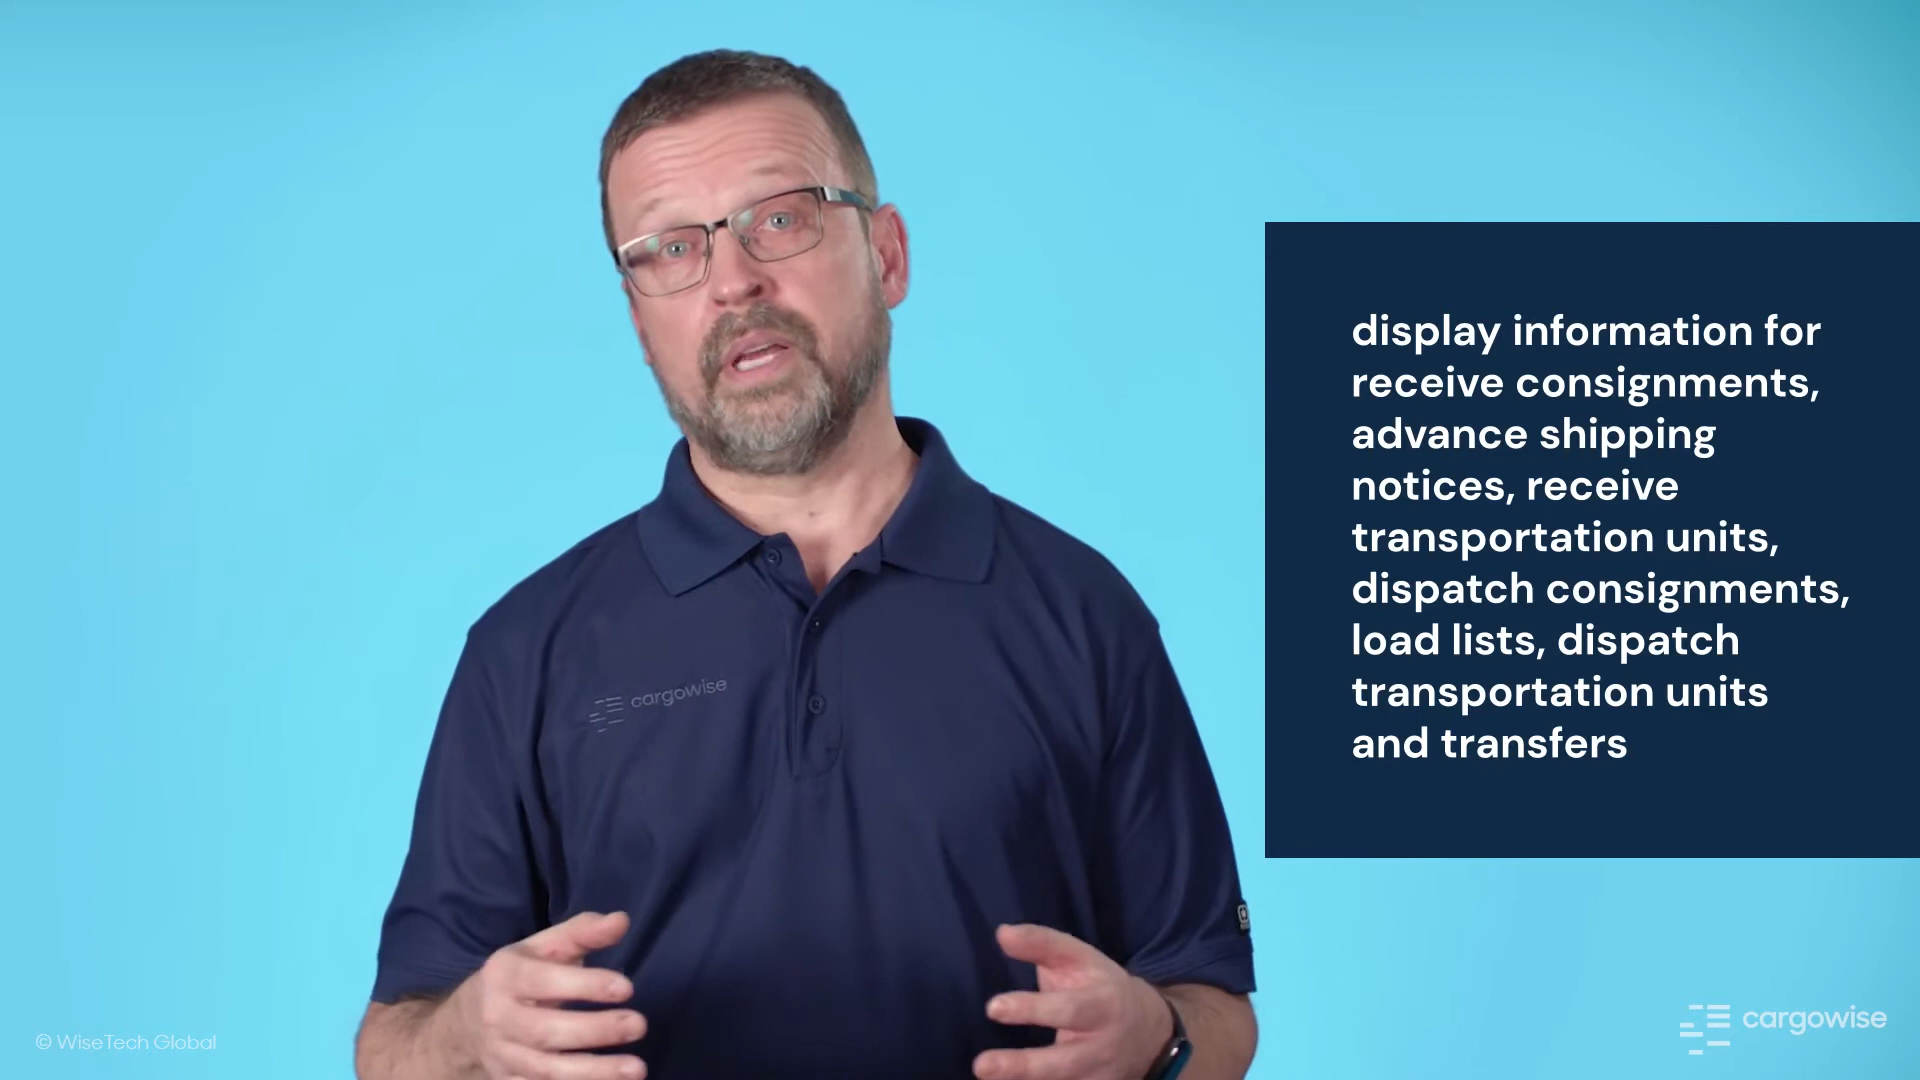 display information for
receive consignments,
advance shipping
notices, receive
transportation units,
dispatch consignments,
load lists, dispatch
transportation units
and transfers
cargowise
© WiseTech Global
cargowise